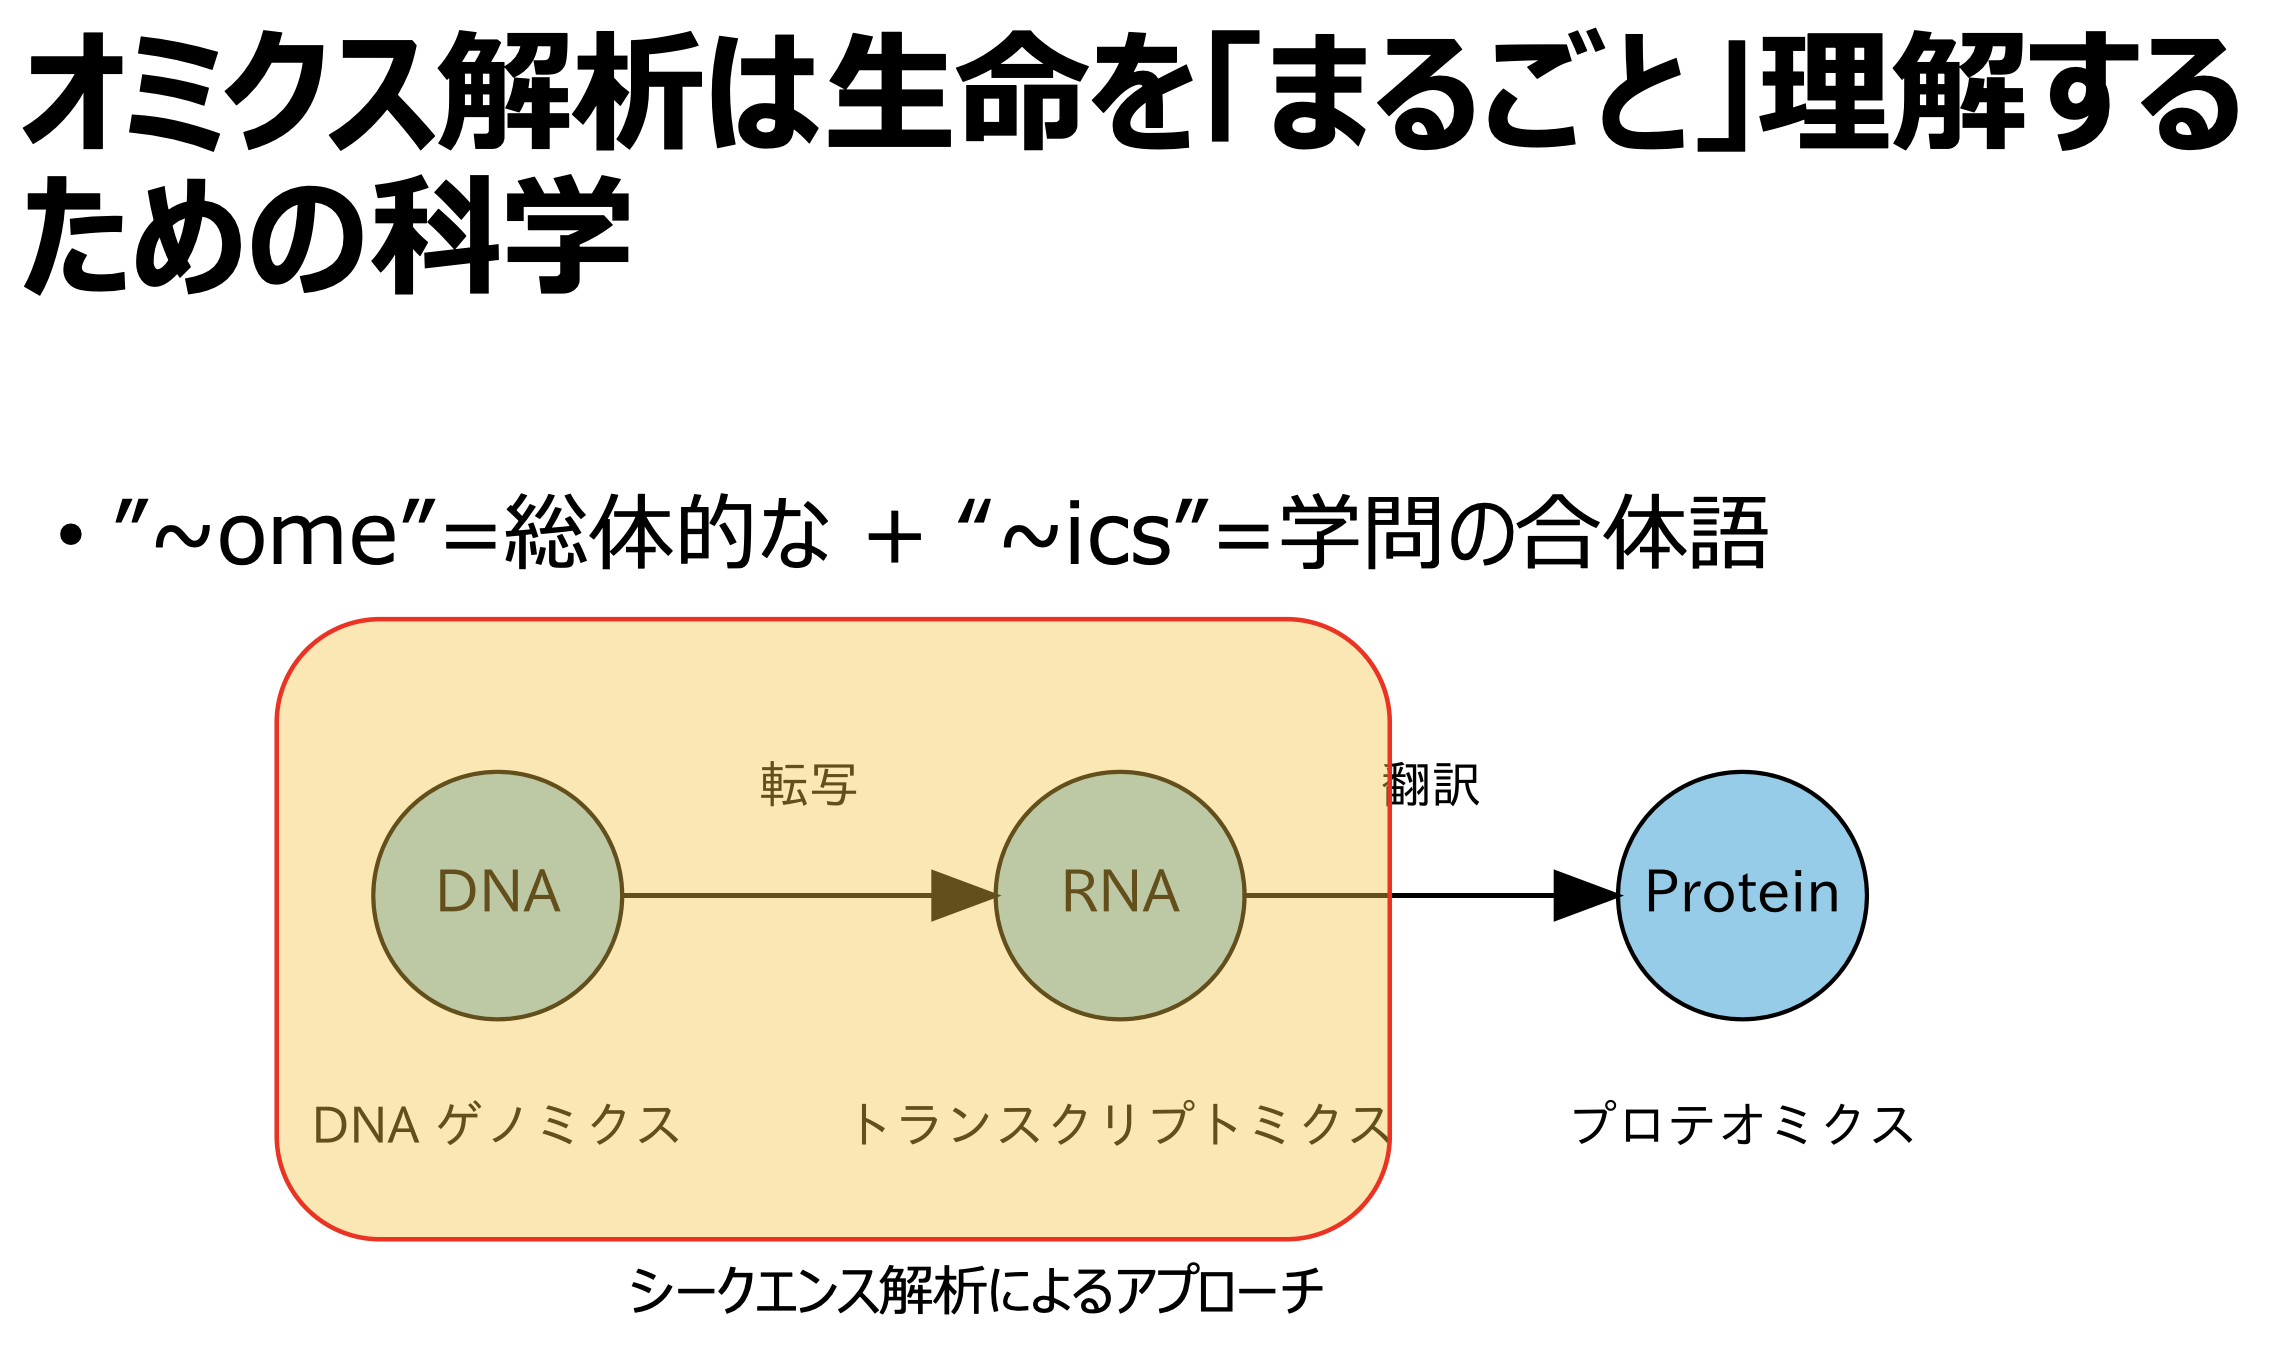 オミクス解析は生命を「まるごと」理解する
ための科学
• ”~ome”=総体的な + “~ics”=学問の合体語
転写
翻訳
DNA
RNA
Protein
DNA ゲノミクス
トランスクリプトミクス
プロテオミクス
シークエンス解析によるアプローチ